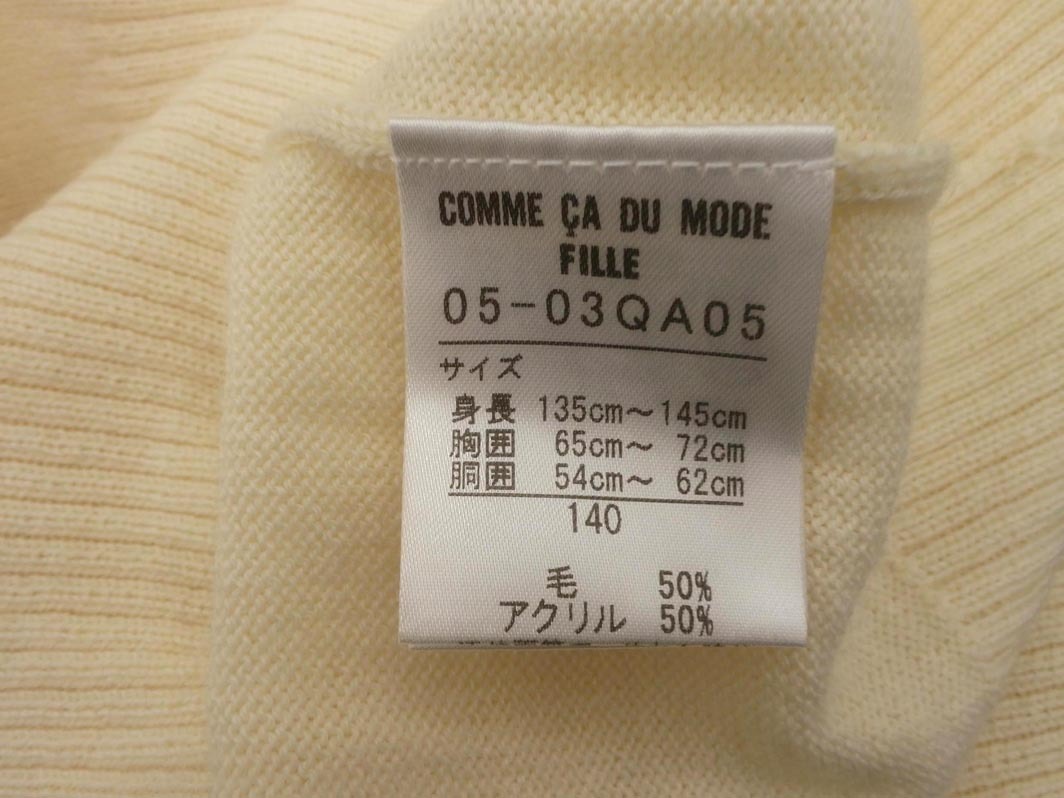 COMME ÇA DU MODE
FILLE
05-03QA05
サイズ
身長 135cm～145cm
胸囲 65cm～ 72cm
胴囲 54cm～ 62cm
140
毛 50%
アクリル 50%